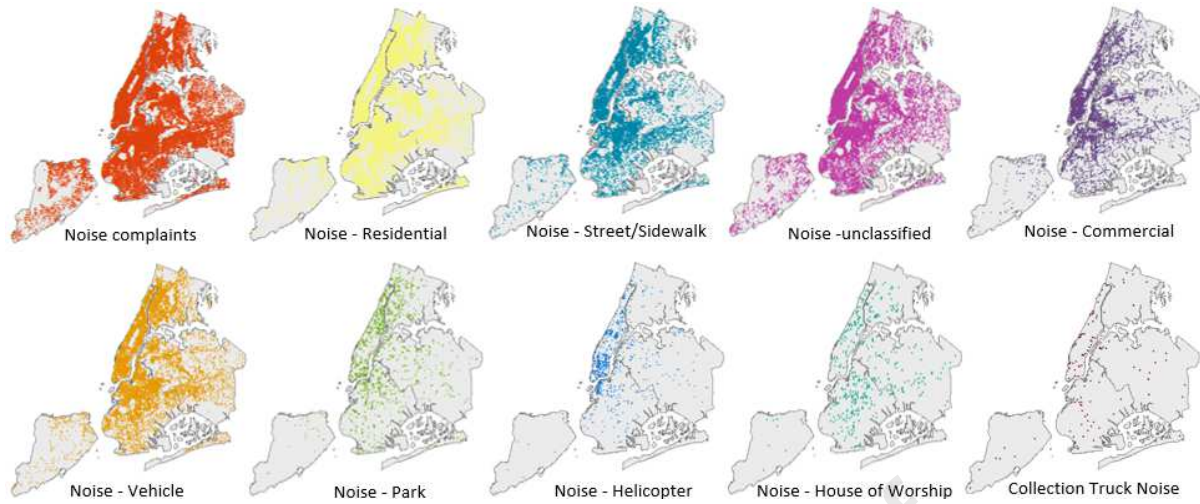 Noise complaints
Noise - Residential
Noise - Street/Sidewalk
Noise -unclassified
Noise - Commercial
Noise - Vehicle
Noise - Park
Noise - Helicopter
Noise - House of Worship
Collection Truck Noise